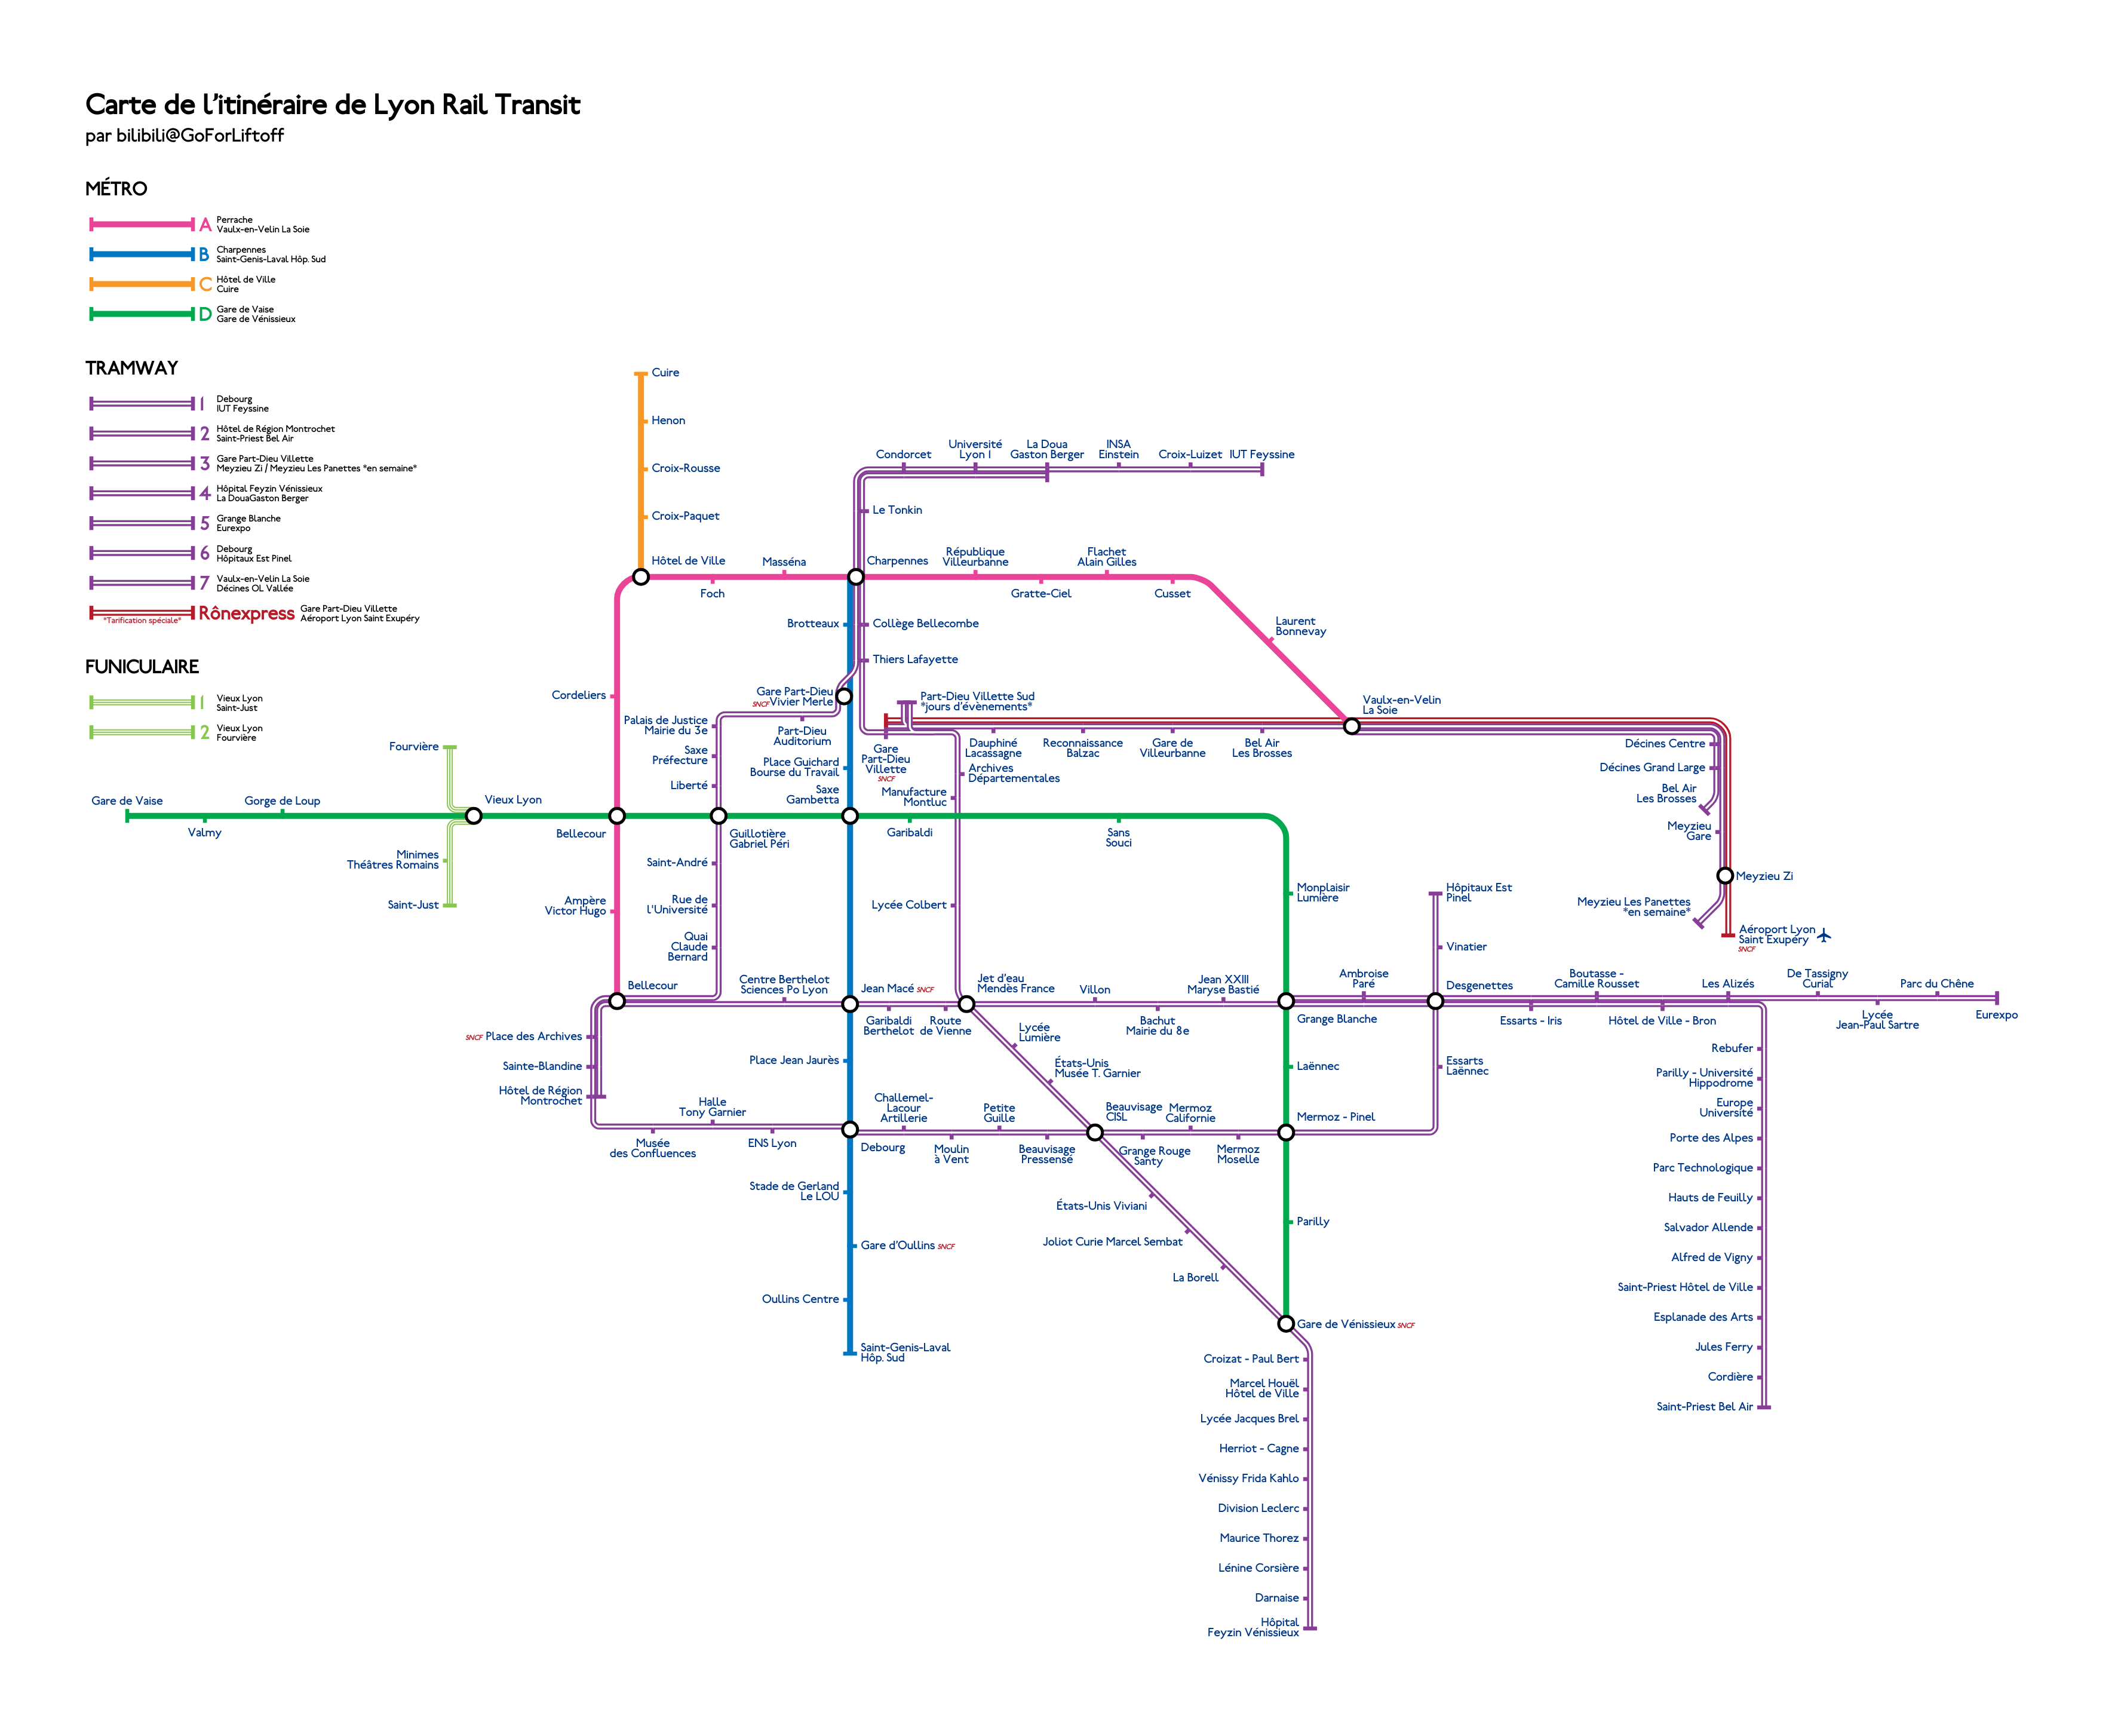 Carte de l'itinéraire de Lyon Rail Transit
par bilibili@GoForLiftoff
MÉTRO
A
Perrache
Vaulx-en-Velin La Soie
B
Charpennes
Saint-Genis-Laval Hôp. Sud
C
Hôtel de Ville
Cuire
D
Gare de Vaise
Gare de Vénissieux
TRAMWAY
1
Debourg
IUT Feyssine
2
Hôtel de Région Montrochet
Saint-Priest Bel Air
3
Gare Part-Dieu Villette
Meyzieu Zi / Meyzieu Les Panettes *en semaine*
4
Hôpital Feyzin Vénissieux
La DouaGaston Berger
5
Grange Blanche
Eurexpo
6
Debourg
Hôpitaux Est Pinel
7
Vaulx-en-Velin La Soie
Décines OL Vallée
Rônexpress
*Tarification spéciale*
Gare Part-Dieu Villette
Aéroport Lyon Saint Exupéry
FUNICULAIRE
1
Vieux Lyon
Saint-Just
2
Vieux Lyon
Fourvière
Cuire
Henon
Croix-Rousse
Croix-Paquet
Hôtel de Ville
Foch
Masséna
Charpennes
République
Villeurbanne
Gratte-Ciel
Flachet
Alain Gilles
Cusset
Laurent
Bonnevay
Vaulx-en-Velin
La Soie
Condorcet
Université
Lyon I
La Doua
Gaston Berger
INSA
Einstein
Croix-Luizet
IUT Feyssine
Le Tonkin
Brotteaux
Collège Bellecombe
Thiers Lafayette
Cordeliers
Gare Part-Dieu
SNCF Vivier Merle
Part-Dieu Villette Sud
*jours d'évènements*
Palais de Justice
Mairie du 3e
Part-Dieu
Auditorium
Saxe
Préfecture
Liberté
Place Guichard
Bourse du Travail
Gare
Part-Dieu
Villette
SNCF
Dauphiné
Lacassagne
Reconnaissance
Balzac
Gare de
Villeurbanne
Bel Air
Les Brosses
Archives
Départementales
Manufacture
Montluc
Décines Centre
Décines Grand Large
Bel Air
Les Brosses
Meyzieu
Gare
Meyzieu Zi
Meyzieu Les Panettes
*en semaine*
Aéroport Lyon
Saint Exupéry
SNCF
Fourvière
Gare de Vaise
Valmy
Gorge de Loup
Vieux Lyon
Minimes
Théâtres Romains
Saint-Just
Bellecour
Guillotière
Gabriel Péri
Saxe
Gambetta
Garibaldi
Sans
Souci
Monplaisir
Lumière
Saint-André
Rue de
l'Université
Quai
Claude
Bernard
Ampère
Victor Hugo
Lycée Colbert
Bellecour
Centre Berthelot
Sciences Po Lyon
Jean Macé SNCF
Garibaldi
Berthelot
Route
de Vienne
Jet d'eau
Mendès France
Villon
Bachut
Mairie du 8e
Jean XXIII
Maryse Bastié
Grange Blanche
Ambroise
Paré
Hôpitaux Est
Pinel
Vinatier
Desgenettes
Essarts - Iris
Boutasse -
Camille Rousset
Hôtel de Ville - Bron
Les Alizés
De Tassigny
Curial
Lycée
Jean-Paul Sartre
Parc du Chêne
Eurexpo
SNCF Place des Archives
Sainte-Blandine
Hôtel de Région
Montrochet
Musée
des Confluences
Halle
Tony Garnier
ENS Lyon
Place Jean Jaurès
Debourg
Challemel-
Lacour
Artillerie
Moulin
à Vent
Petite
Guille
Beauvisage
Pressensé
Beauvisage
CISL
Grange Rouge
Santy
Mermoz
Californie
Mermoz
Moselle
Mermoz - Pinel
Lycée
Lumière
États-Unis
Musée T. Garnier
Laënnec
Essarts
Laënnec
Stade de Gerland
Le LOU
Gare d'Oullins SNCF
Oullins Centre
Saint-Genis-Laval
Hôp. Sud
États-Unis Viviani
Joliot Curie Marcel Sembat
La Borell
Parilly
Gare de Vénissieux SNCF
Croizat - Paul Bert
Marcel Houël
Hôtel de Ville
Lycée Jacques Brel
Herriot - Cagne
Vénissy Frida Kahlo
Division Leclerc
Maurice Thorez
Lénine Corsière
Darnaise
Hôpital
Feyzin Vénissieux
Rebufer
Parilly - Université
Hippodrome
Europe
Université
Porte des Alpes
Parc Technologique
Hauts de Feuilly
Salvador Allende
Alfred de Vigny
Saint-Priest Hôtel de Ville
Esplanade des Arts
Jules Ferry
Cordière
Saint-Priest Bel Air